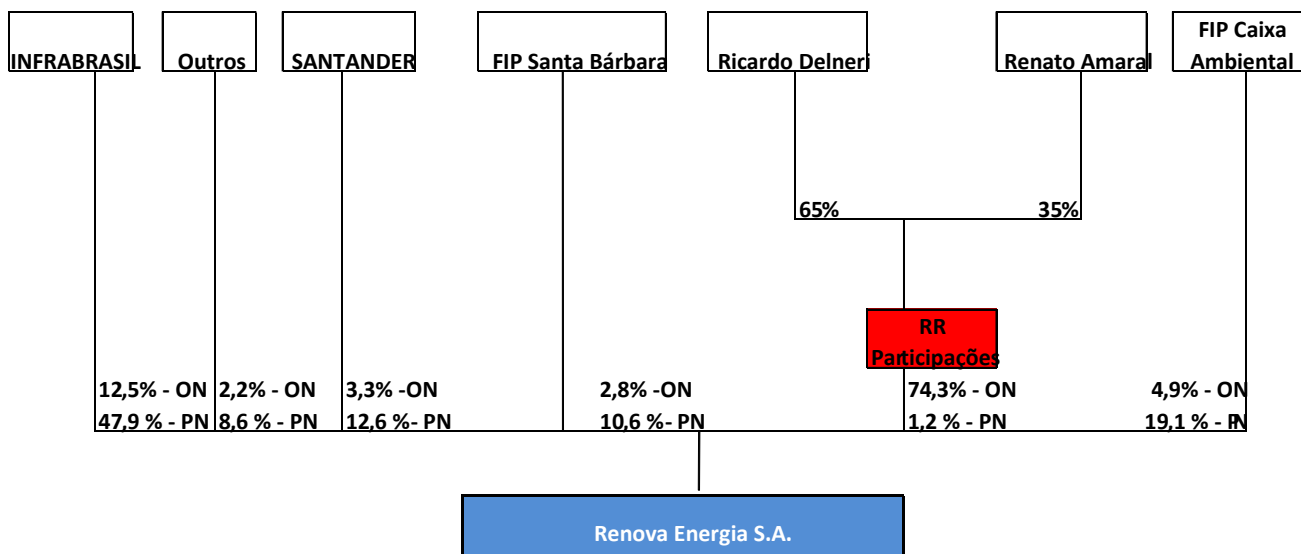 INFRABRASIL
Outros
SANTANDER
FIP Santa Bárbara
Ricardo Delneri
Renato Amaral
FIP Caixa
Ambiental
65%
35%
RR
Participações
12,5% - ON
47,9 % - PN
2,2% - ON
8,6 % - PN
3,3% -ON
12,6 %- PN
2,8% -ON
10,6 %- PN
74,3% - ON
1,2 % - PN
4,9% - ON
19,1 % - PN
Renova Energia S.A.